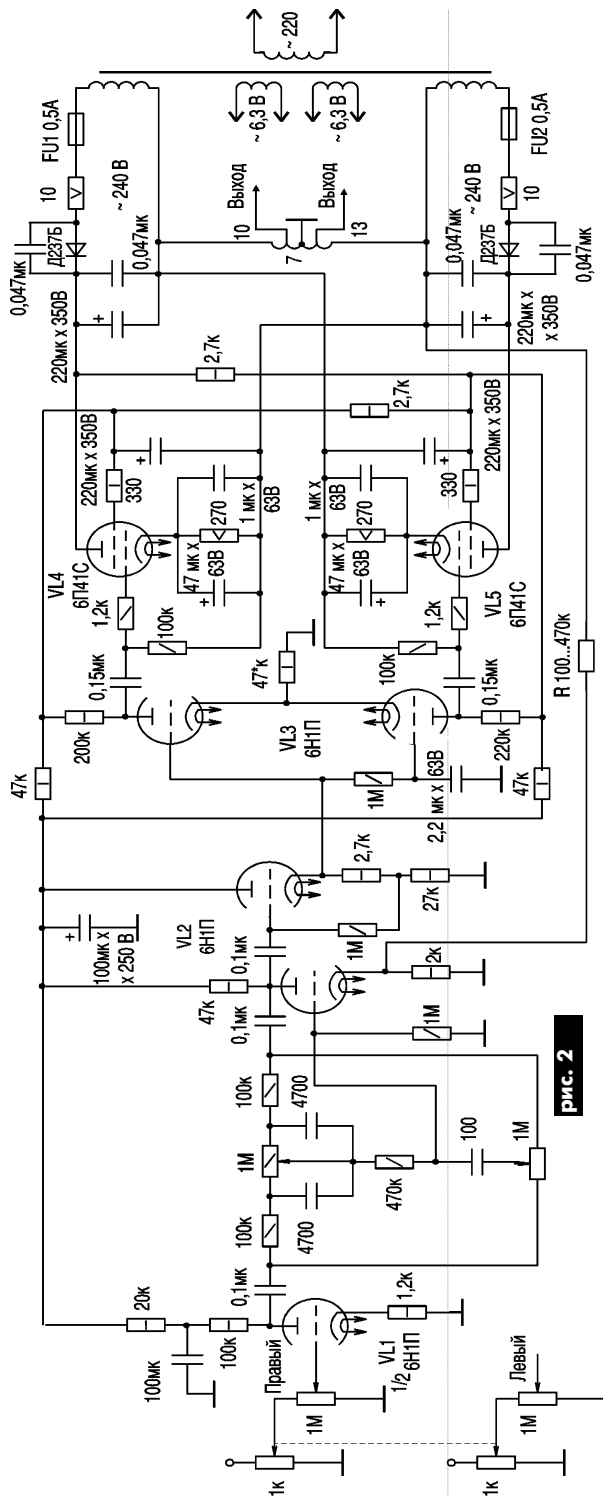 1к
1М
Правый
1к
1М
Левый
20к
100мк
100к
0,1мк
VL1
1/2 6Н1П
1,2к
100к
4700
1М
4700
100к
470к
100
1М
рис. 2
0,1мк
47к
100мк х
х 250 В
VL2
6Н1П
0,1мк
1М
2к
1М
2,7к
27к
47к
200к
VL3
6Н1П
1М
2,2 мк х 63В
47к
220к
47*к
0,15мк
0,15мк
100к
100к
1,2к
1,2к
VL4
6П41С
VL5
6П41С
R 100...470к
47 мк х
63В
270
1 мк х
63В
47 мк х
63В
270
1 мк х
63В
330
220мк х 350В
330
220мк х 350В
2,7к
2,7к
220мк х 350В
0,047мк
Д237Б
0,047мк
10
~ 240 В
FU1 0,5А
10
7
13
Выход
Выход
~ 6,3 В
~ 6,3 В
~ 220
220мк
х 350В
0,047мк
Д237Б
0,047мк
10
~ 240 В
FU2 0,5А